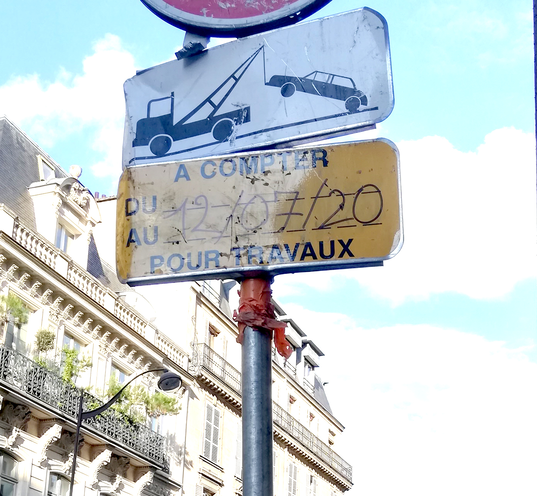 A COMPTER
DU 12/07/20
AU
POUR TRAVAUX